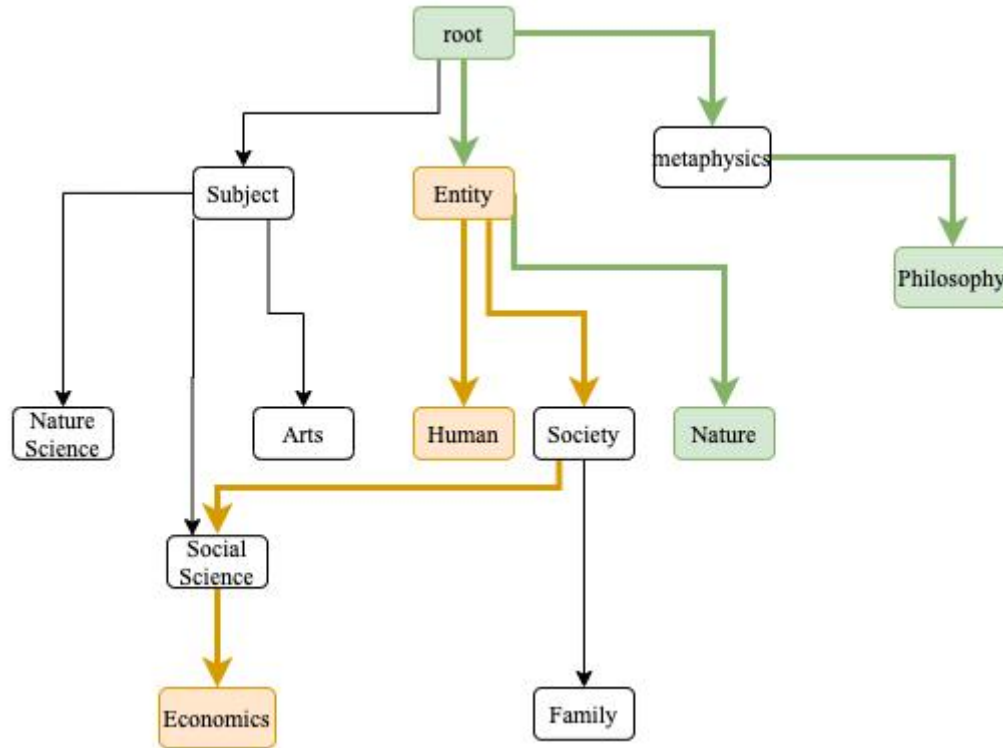 root
metaphysics
Subject
Entity
Philosophy
Nature
Science
Arts
Human
Society
Nature
Social
Science
Economics
Family